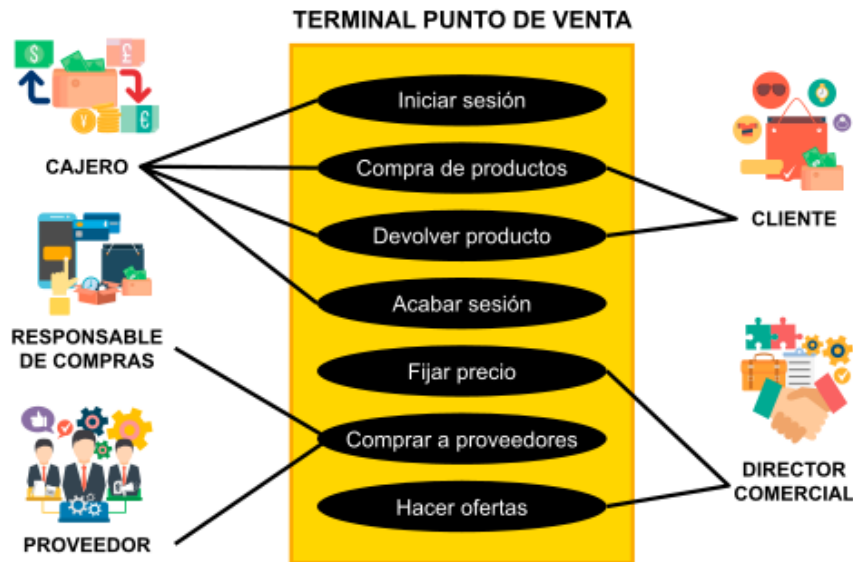 TERMINAL PUNTO DE VENTA
CAJERO
RESPONSABLE
DE COMPRAS
PROVEEDOR
Iniciar sesión
Compra de productos
Devolver producto
Acabar sesión
Fijar precio
Comprar a proveedores
Hacer ofertas
CLIENTE
DIRECTOR
COMERCIAL
$
£
¥
€